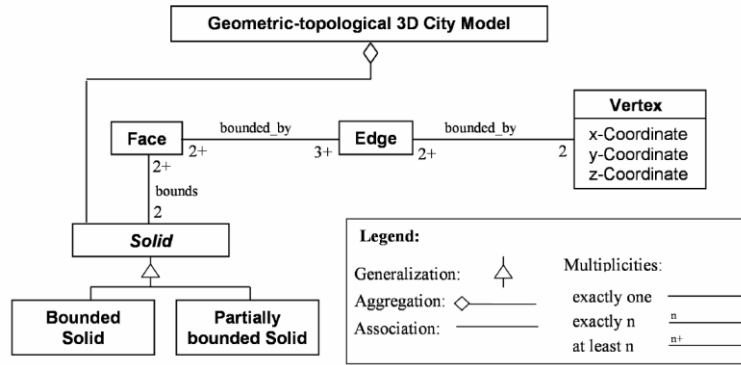 Geometric-topological 3D City Model
Face
bounded_by
2+
3+
Edge
bounded_by
2+
2
Vertex
x-Coordinate
y-Coordinate
z-Coordinate
2+
bounds
2
Solid
Bounded
Solid
Partially
bounded Solid
Legend:
Generalization:
Aggregation:
Association:
Multiplicities:
exactly one
exactly n
n
at least n
n+